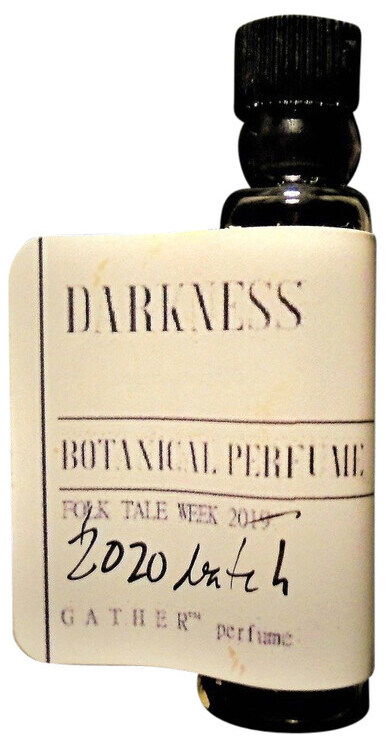 DARKNESS
BOTANICAL PERFUME
FOLK TALE WEEK 2019
2020 batch
GATHER™ perfume